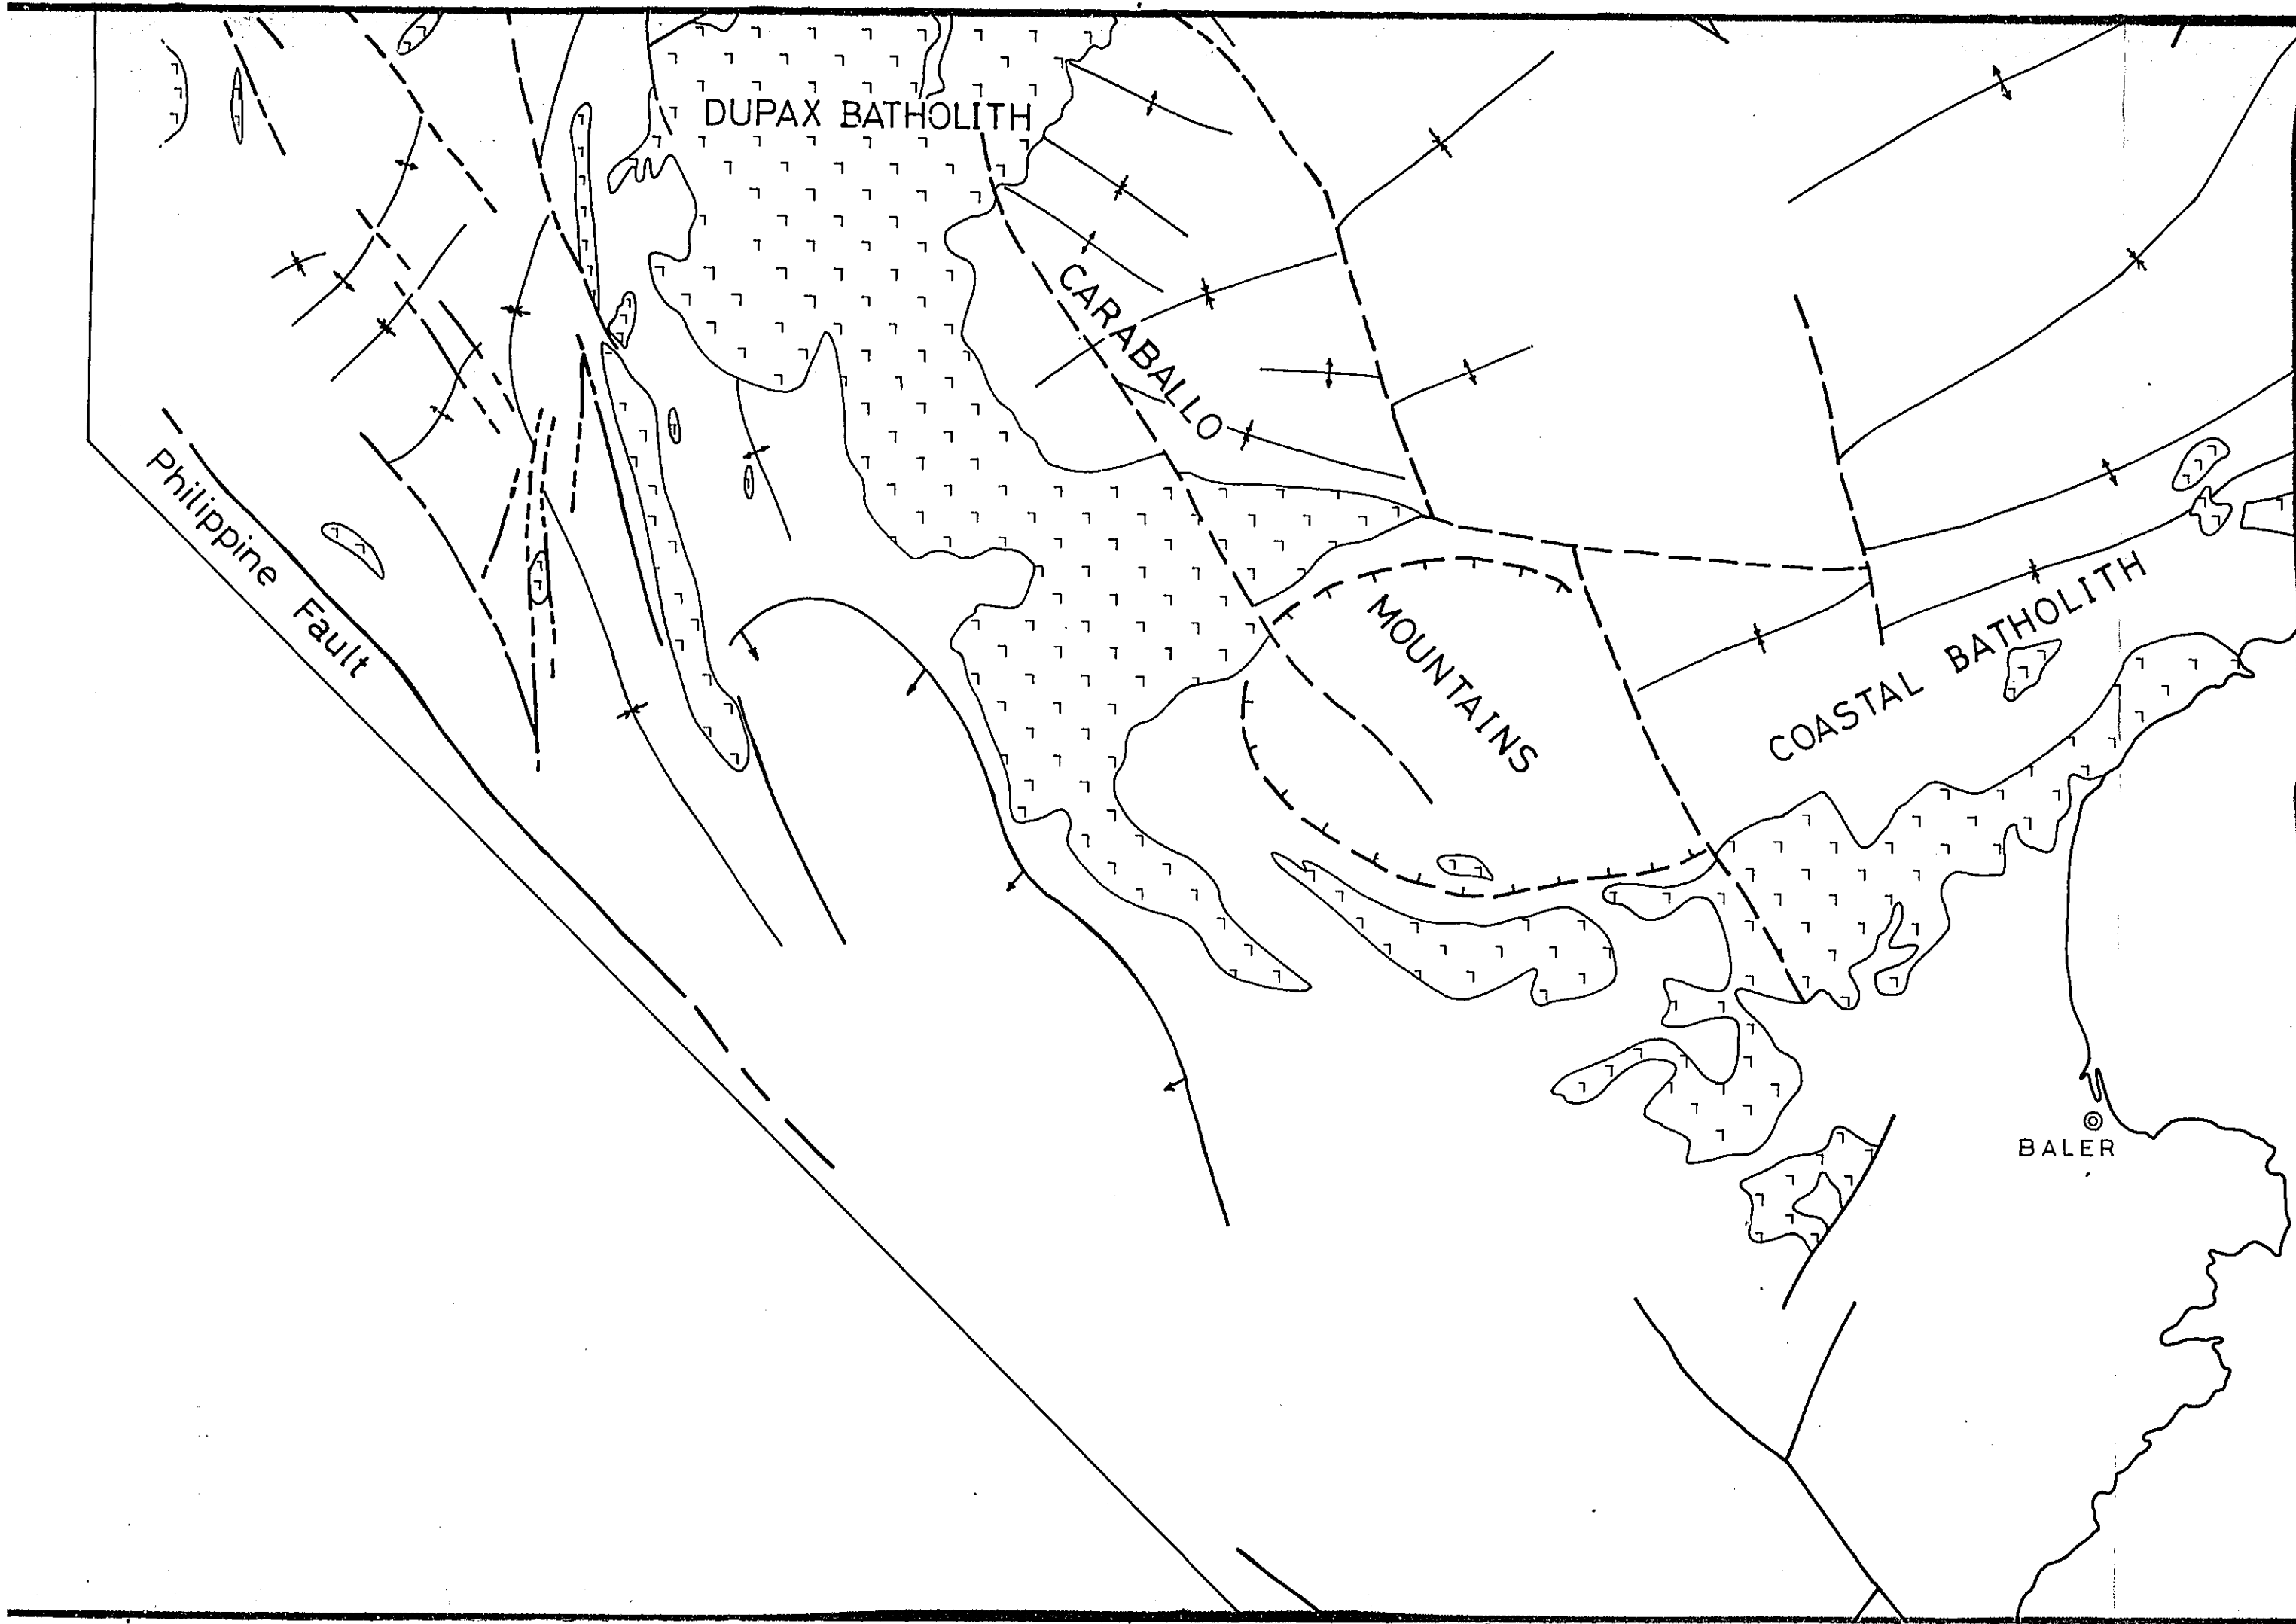 DUPAX BATHOLITH
CARABALLO
MOUNTAINS
Philippine Fault
COASTAL BATHOLITH
BALER